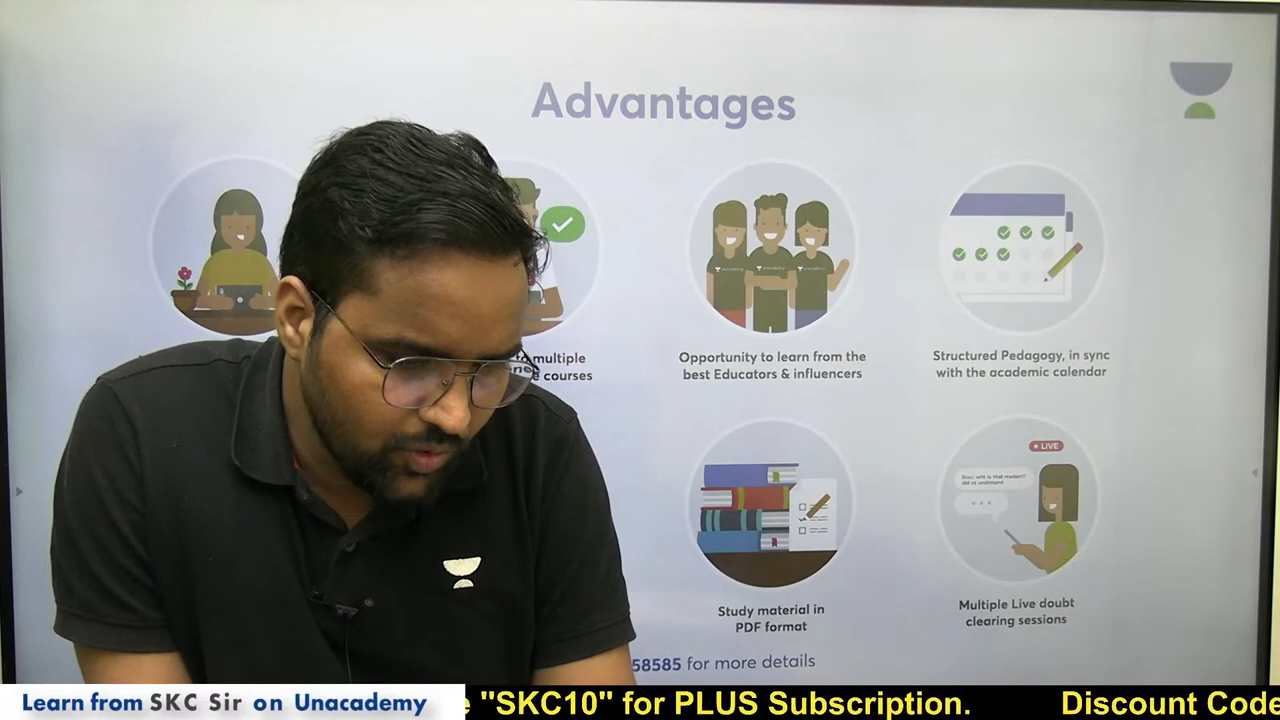 Advantages
to multiple
courses
Opportunity to learn from the
best Educators & influencers
Structured Pedagogy, in sync
with the academic calendar
LIVE
Study material in
PDF format
Multiple Live doubt
clearing sessions
58585 for more details
Learn from SKC Sir on Unacademy
"SKC10" for PLUS Subscription.
Discount Code